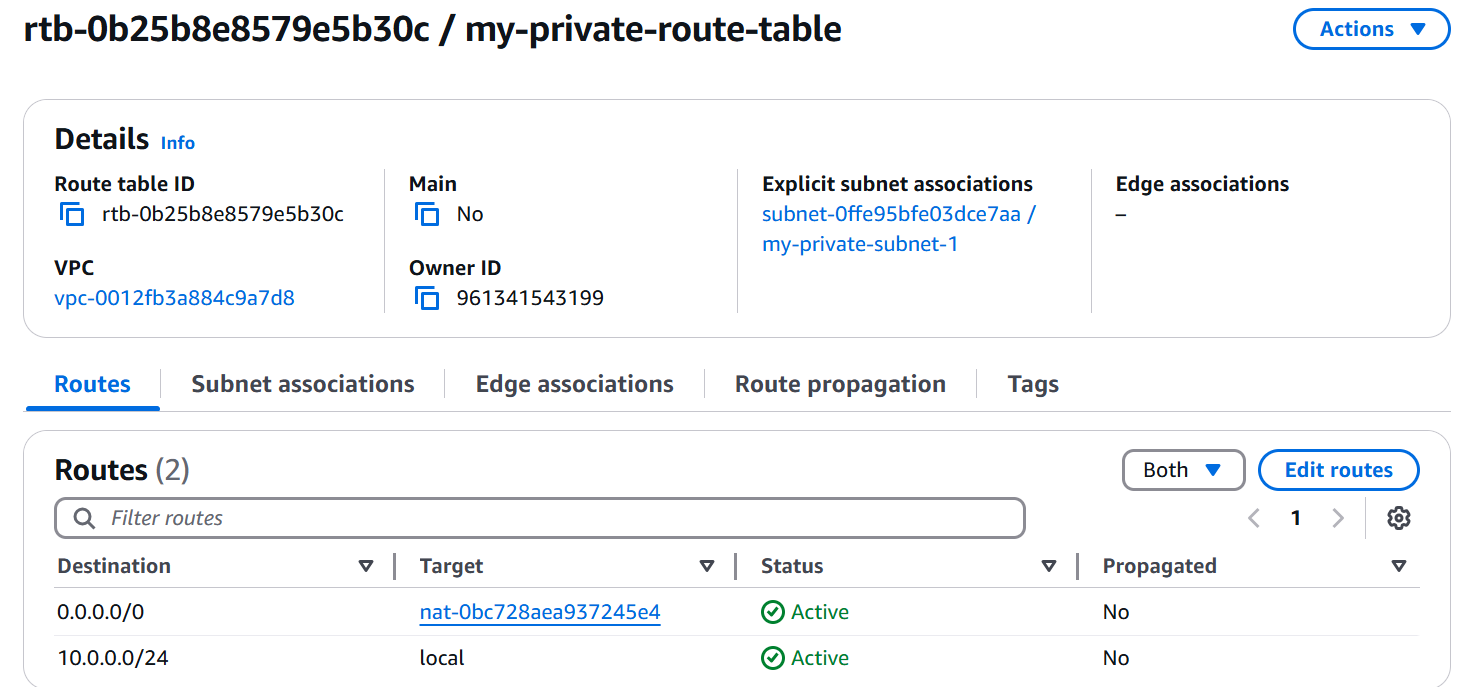 rtb-0b25b8e8579e5b30c / my-private-route-table
Actions
Details Info
Route table ID
rtb-0b25b8e8579e5b30c
Main
No
Explicit subnet associations
subnet-0ffe95bfe03dce7aa /
my-private-subnet-1
Edge associations
–
VPC
vpc-0012fb3a884c9a7d8
Owner ID
961341543199
Routes
Subnet associations
Edge associations
Route propagation
Tags
Routes (2)
Both
Edit routes
Filter routes
1
Destination Target Status Propagated
0.0.0.0/0 nat-0bc728aea937245e4 Active No
10.0.0.0/24 local Active No